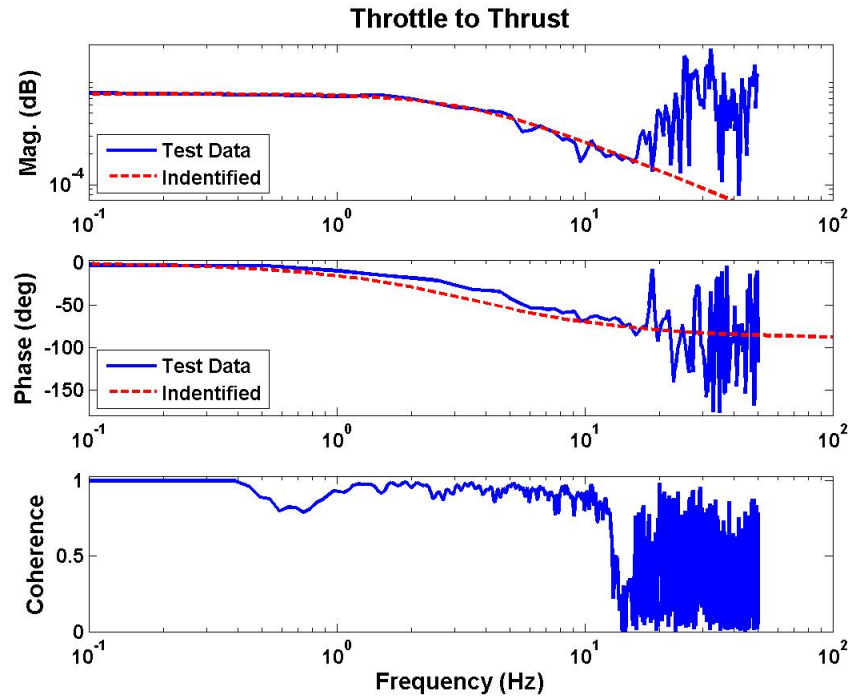 Throttle to Thrust
Mag. (dB)
10^-4
Test Data
Indentified
10^-1
10^0
10^1
10^2
Phase (deg)
0
-50
-100
-150
Test Data
Indentified
10^-1
10^0
10^1
10^2
Coherence
1
0.5
0
10^-1
10^0
10^1
10^2
Frequency (Hz)